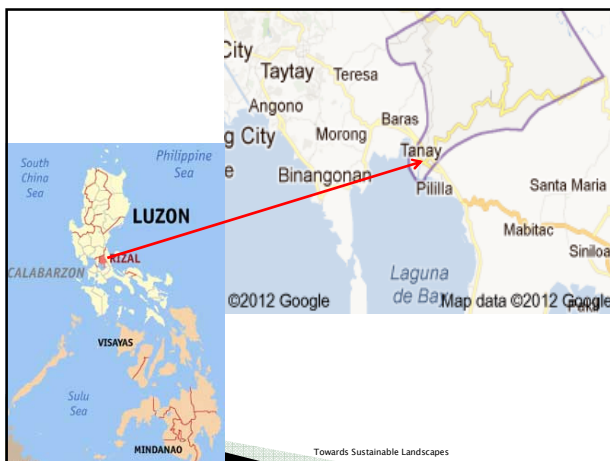 City
Taytay
Teresa
Angono
Baras
g City
Morong
Tanay
e
Binangonan
Pililla
Santa Maria
Mabitac
Siniloa
Laguna
de Bay
©2012 Google
Map data ©2012 Google
South
China
Sea
Philippine
Sea
LUZON
RIZAL
CALABARZON
VISAYAS
Sulu
Sea
MINDANAO
Towards Sustainable Landscapes